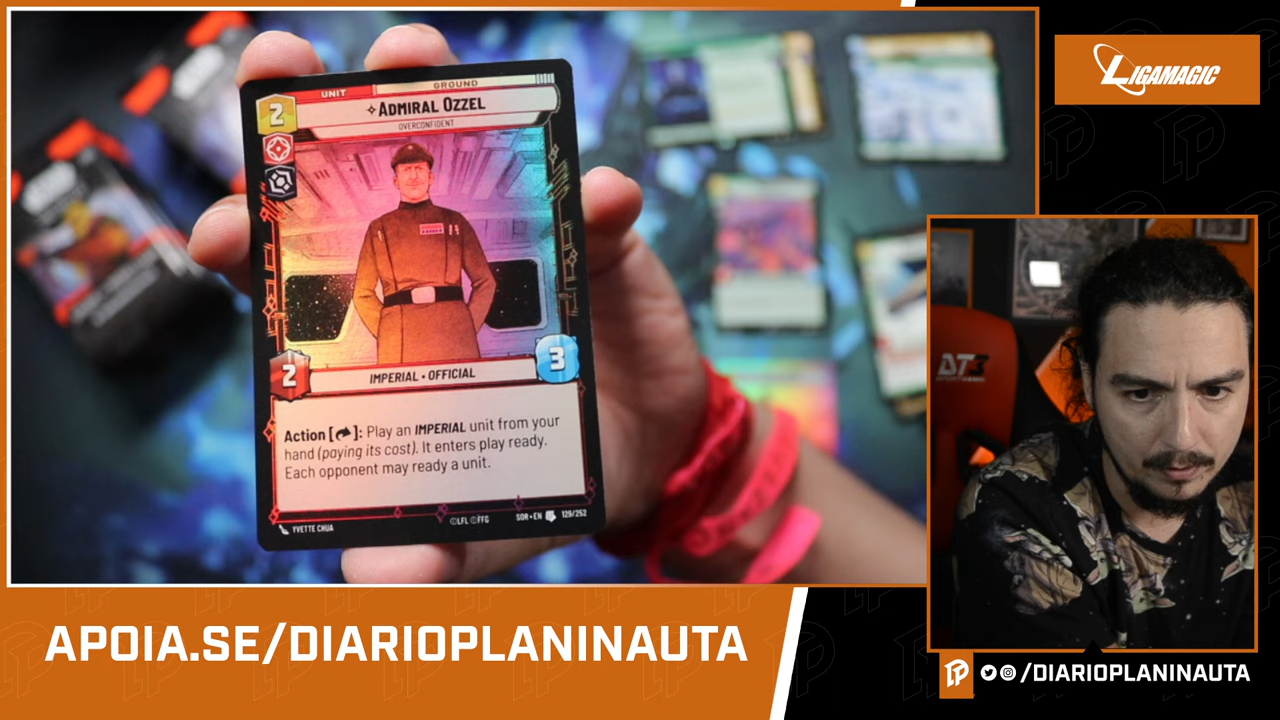 UNIT
GROUND
2
ADMIRAL OZZEL
OVERCONFIDENT
2
IMPERIAL • OFFICIAL
3
Action [ ]: Play an IMPERIAL unit from your
hand (paying its cost). It enters play ready.
Each opponent may ready a unit.
YVETTE CHUA
©LFL ©FFG
SOR • EN
129/252
LIGAMAGIC
DT3
APOIA.SE/DIARIOPLANINAUTA
/DIARIOPLANINAUTA